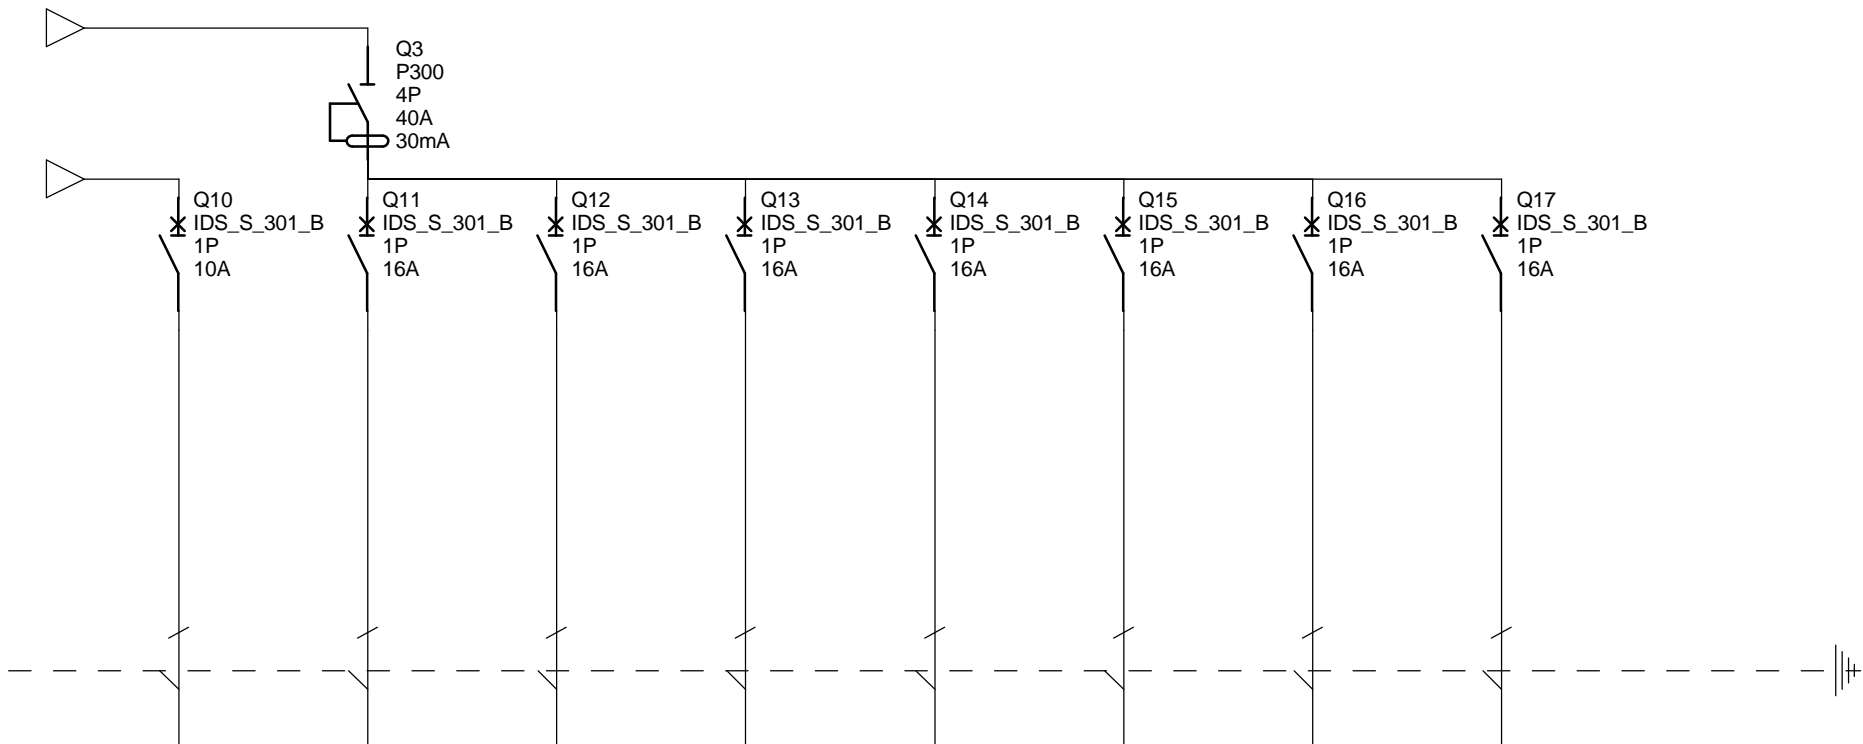 Q3
P300
4P
40A
30mA
Q10
IDS_S_301_B
1P
10A
Q11
IDS_S_301_B
1P
16A
Q12
IDS_S_301_B
1P
16A
Q13
IDS_S_301_B
1P
16A
Q14
IDS_S_301_B
1P
16A
Q15
IDS_S_301_B
1P
16A
Q16
IDS_S_301_B
1P
16A
Q17
IDS_S_301_B
1P
16A